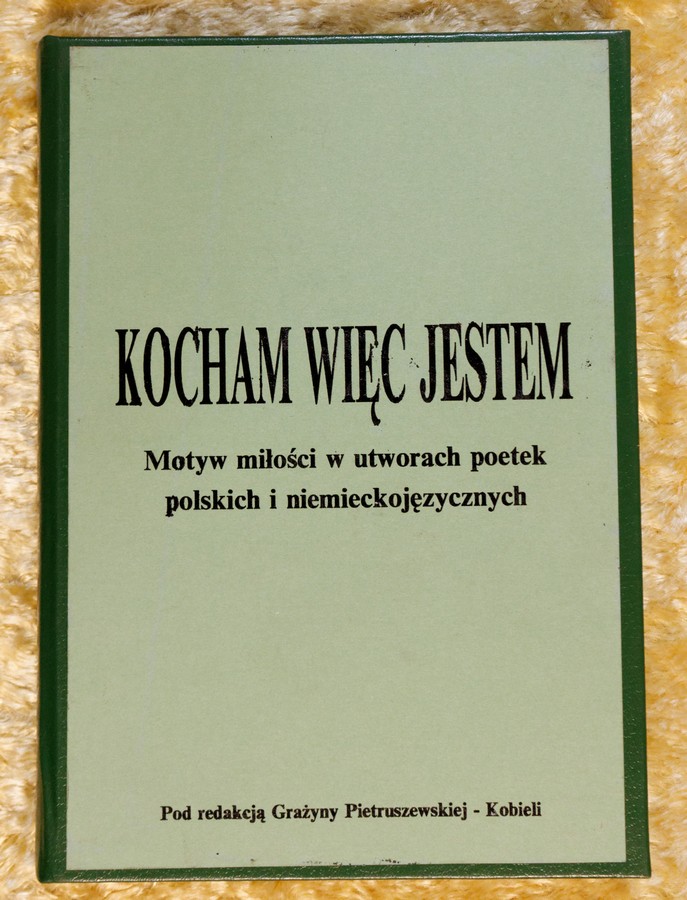 KOCHAM WIĘC JESTEM
Motyw miłości w utworach poetek
polskich i niemieckojęzycznych
Pod redakcją Grażyny Pietruszewskiej - Kobieli